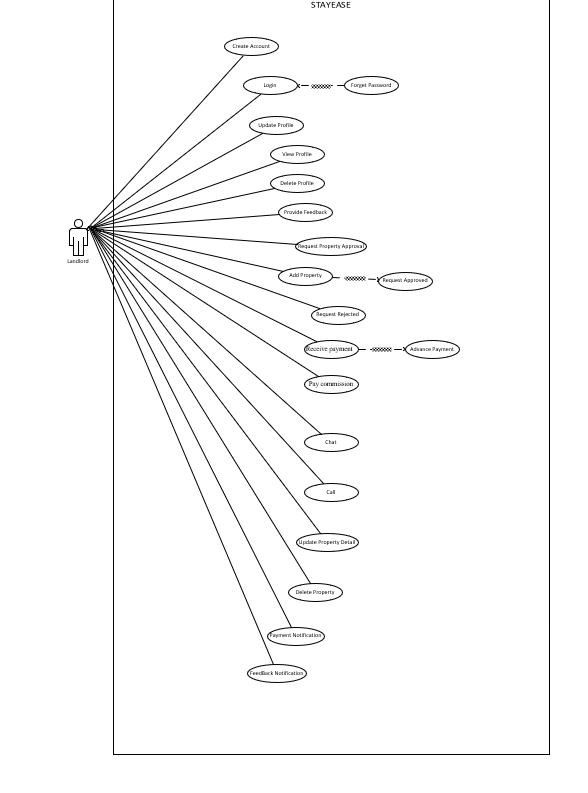 STAYEASE
Create Account
Login
Forget Password
Update Profile
View Profile
Delete Profile
Provide Feedback
Landlord
Request Property Approval
Add Property
Request Approved
Request Rejected
Receive payment
Advance Payment
Pay commission
Chat
Call
Update Property Detail
Delete Property
Payment Notification
FeedBack Notification